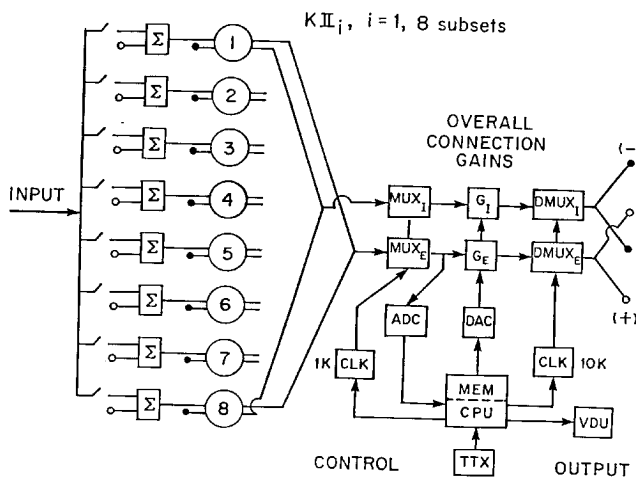 KII_i, i = 1, 8 subsets
Σ 1
Σ 2
Σ 3
Σ 4
Σ 5
Σ 6
Σ 7
Σ 8
INPUT
OVERALL
CONNECTION
GAINS
(-)
MUX_I G_I DMUX_I
MUX_E G_E DMUX_E
(+)
ADC DAC
1K CLK CLK 10K
MEM
CPU
VDU
TTX
CONTROL OUTPUT